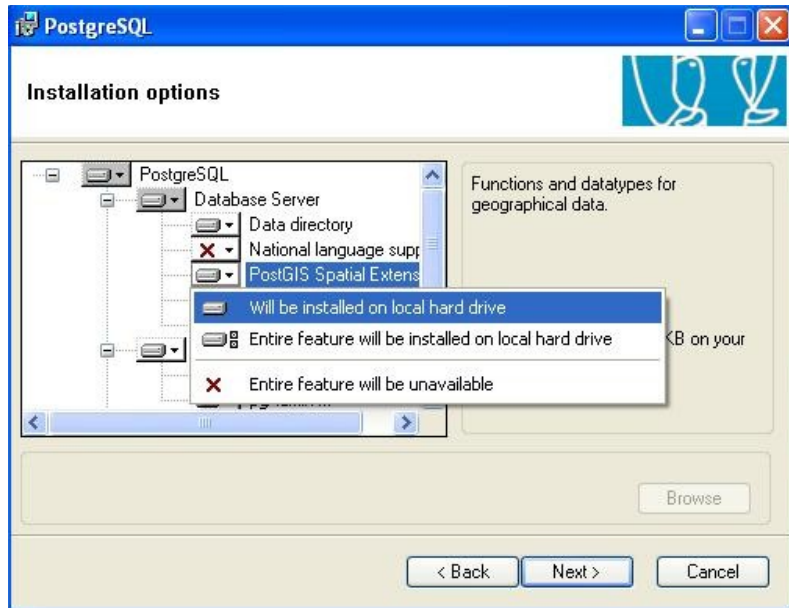 PostgreSQL
Installation options
PostgreSQL
Database Server
Data directory
National language supp
PostGIS Spatial Extens
Will be installed on local hard drive
Entire feature will be installed on local hard drive
Entire feature will be unavailable
Functions and datatypes for
geographical data.
KB on your
Browse
< Back
Next >
Cancel